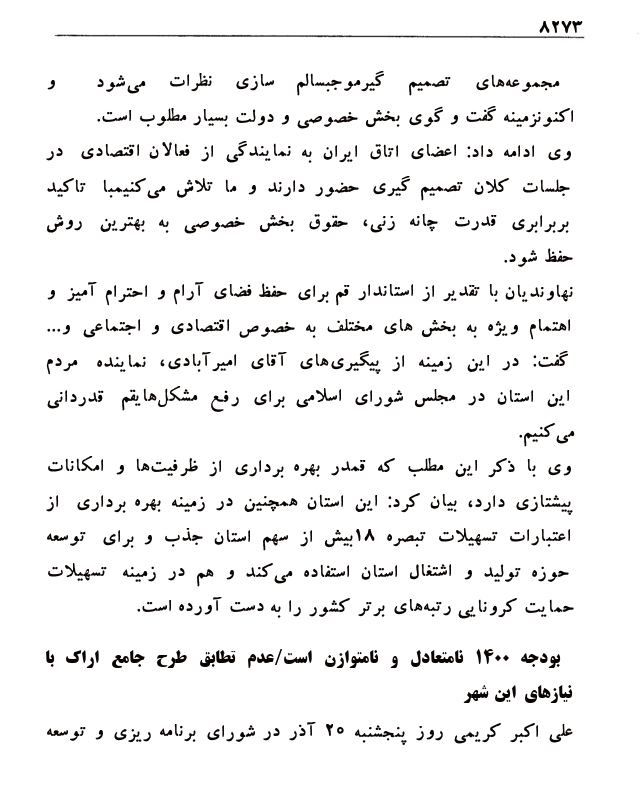 ۸۲۷۳
مجموعه‌های تصمیم گیرموجبسالم سازی نظرات می‌شود و
اکنونزمینه گفت و گوی بخش خصوصی و دولت بسیار مطلوب است.
وی ادامه داد: اعضای اتاق ایران به نمایندگی از فعالان اقتصادی در
جلسات کلان تصمیم گیری حضور دارند و ما تلاش می‌کنیمبا تاکید
بربرابری قدرت چانه زنی، حقوق بخش خصوصی به بهترین روش
حفظ شود.
نهاوندیان با تقدیر از استاندار قم برای حفظ فضای آرام و احترام آمیز و
اهتمام ویژه به بخش های مختلف به خصوص اقتصادی و اجتماعی و...
گفت: در این زمینه از پیگیری‌های آقای امیرآبادی، نماینده مردم
این استان در مجلس شورای اسلامی برای رفع مشکل‌هایقم قدردانی
می‌کنیم.
وی با ذکر این مطلب که قمدر بهره برداری از ظرفیت‌ها و امکانات
پیشتازی دارد، بیان کرد: این استان همچنین در زمینه بهره برداری از
اعتبارات تسهیلات تبصره ۱۸بیش از سهم استان جذب و برای توسعه
حوزه تولید و اشتغال استان استفاده می‌کند و هم در زمینه تسهیلات
حمایت کرونایی رتبه‌های برتر کشور را به دست آورده است.
بودجه ۱۴۰۰ نامتعادل و نامتوازن است/عدم تطابق طرح جامع اراک با
نیازهای این شهر
علی اکبر کریمی روز پنجشنبه ۲۰ آذر در شورای برنامه ریزی و توسعه